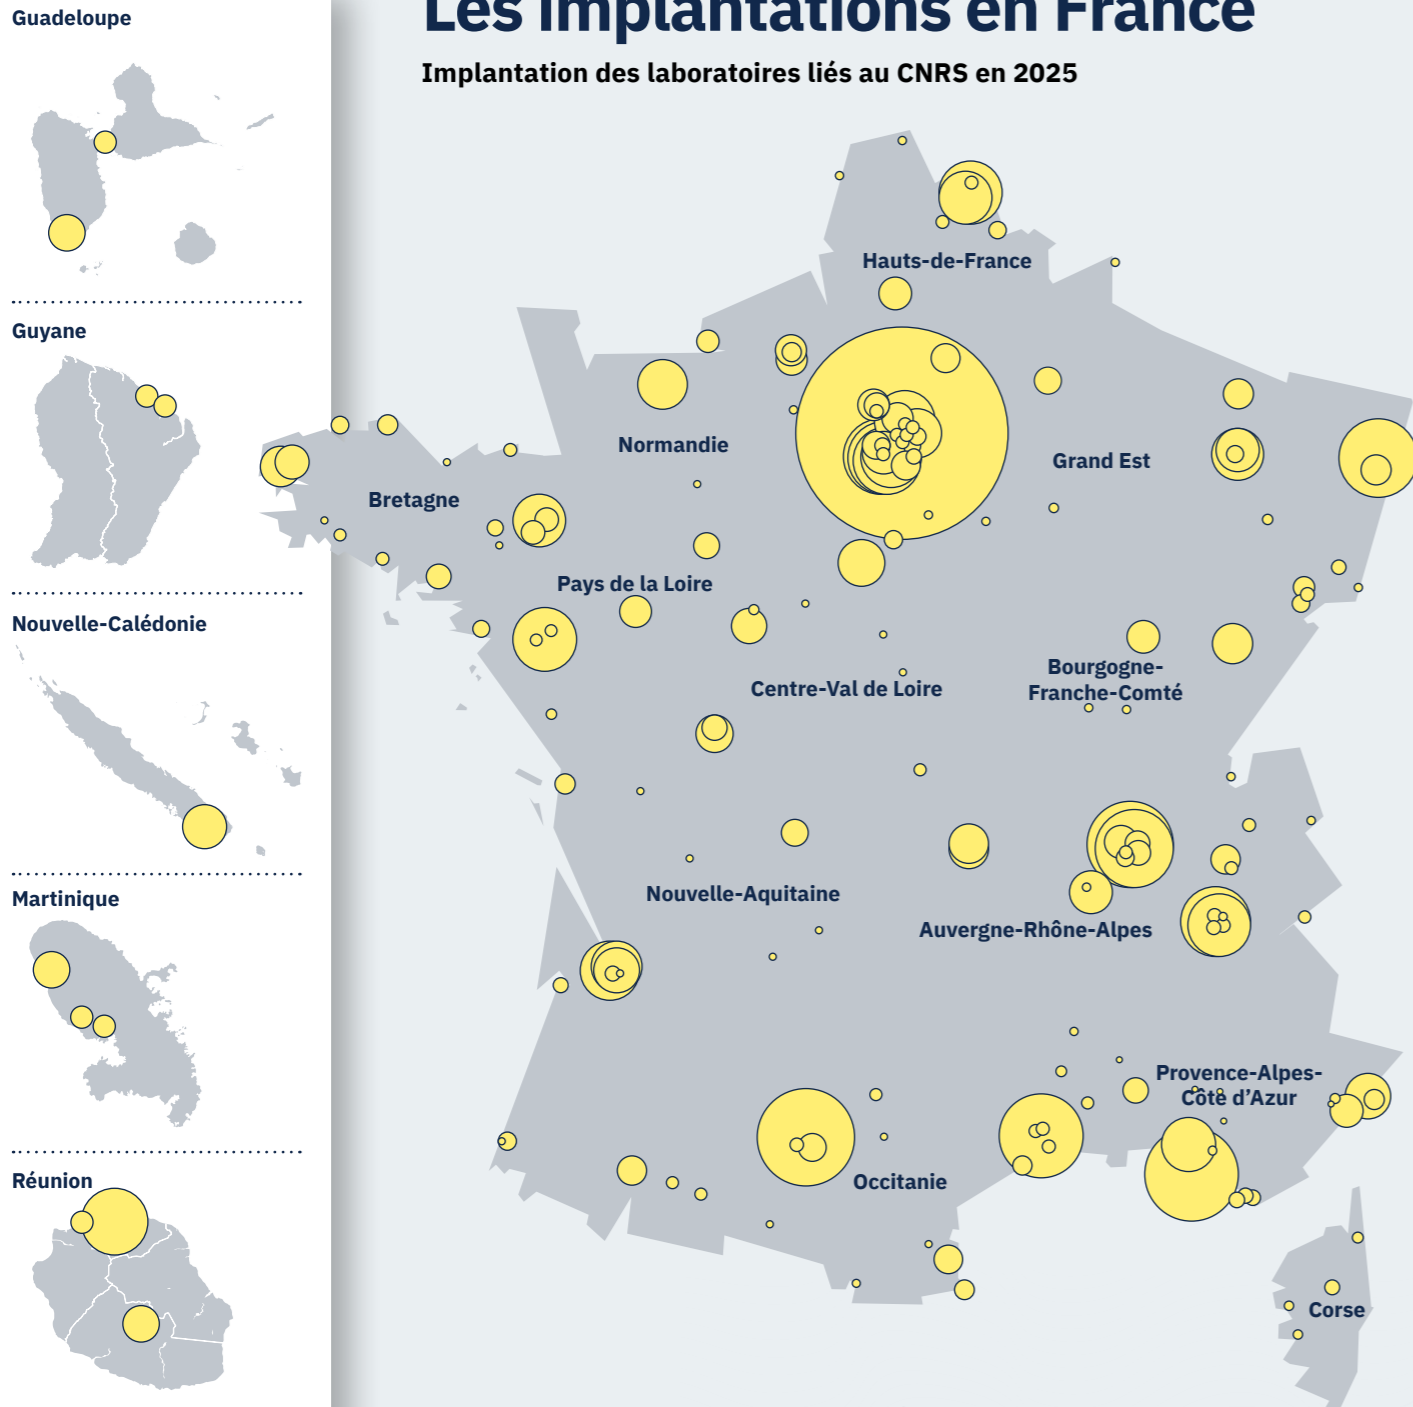 Les implantations en France
Implantation des laboratoires liés au CNRS en 2025
Guadeloupe
Guyane
Nouvelle-Calédonie
Martinique
Réunion
Hauts-de-France
Normandie
Grand Est
Bretagne
Pays de la Loire
Centre-Val de Loire
Bourgogne-
Franche-Comté
Nouvelle-Aquitaine
Auvergne-Rhône-Alpes
Provence-Alpes-
Côte d’Azur
Occitanie
Corse